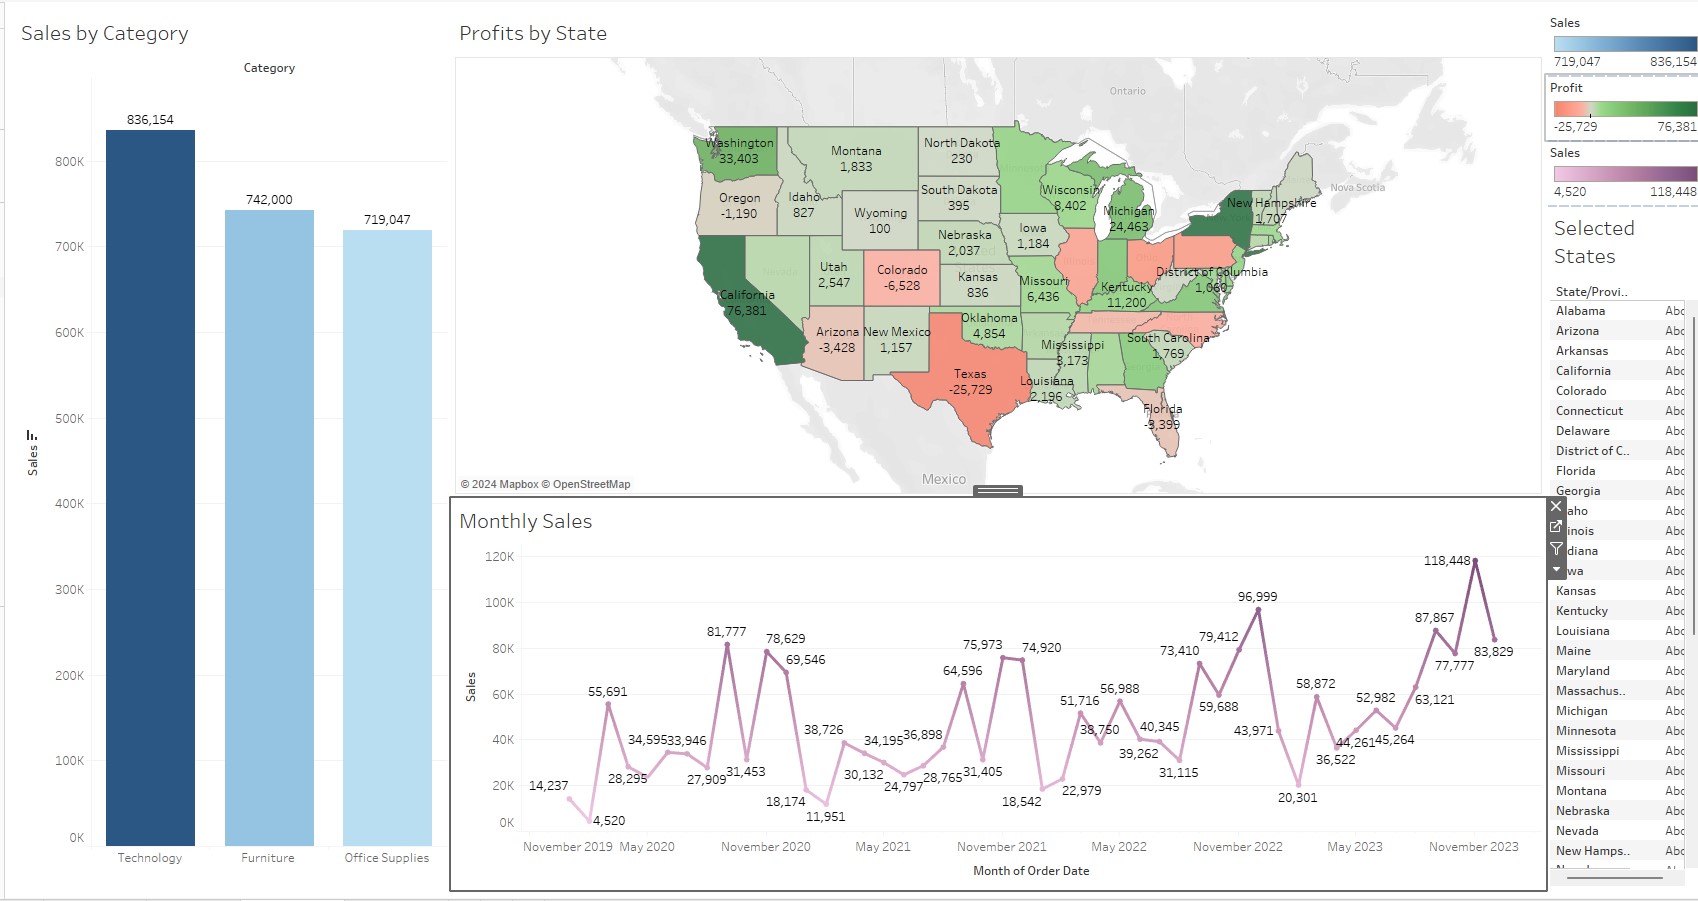 Sales by Category
Category
836,154
742,000
719,047
800K
700K
600K
500K
400K
300K
200K
100K
0K
Sales
Technology
Furniture
Office Supplies
Profits by State
Ontario
Nova Scotia
Mexico
Washington
33,403
Montana
1,833
North Dakota
230
Oregon
-1,190
Idaho
827
South Dakota
395
Wyoming
100
Wisconsin
8,402
Michigan
24,463
New Hampshire
1,707
Nebraska
2,037
Iowa
1,184
Utah
2,547
Colorado
-6,528
Kansas
836
Missouri
6,436
Kentucky
11,200
District of Columbia
1,060
California
76,381
Arizona
-3,428
New Mexico
1,157
Oklahoma
4,854
Mississippi
3,173
South Carolina
1,769
Texas
-25,729
Louisiana
2,196
Florida
-3,399
© 2024 Mapbox © OpenStreetMap
Monthly Sales
120K
100K
80K
60K
40K
20K
0K
Sales
14,237
4,520
55,691
28,295
34,595
33,946
27,909
81,777
31,453
78,629
69,546
18,174
11,951
38,726
30,132
34,195
24,797
28,765
36,898
64,596
31,405
75,973
74,920
18,542
22,979
51,716
38,750
56,988
39,262
40,345
31,115
73,410
59,688
79,412
96,999
43,971
20,301
58,872
36,522
44,261
52,982
45,264
63,121
87,867
77,777
118,448
83,829
November 2019
May 2020
November 2020
May 2021
November 2021
May 2022
November 2022
May 2023
November 2023
Month of Order Date
Sales
719,047 836,154
Profit
-25,729 76,381
Sales
4,520 118,448
Selected
States
State/Provi..
Alabama Abc
Arizona Abc
Arkansas Abc
California Abc
Colorado Abc
Connecticut Abc
Delaware Abc
District of C.. Abc
Florida Abc
Georgia Abc
aho Abc
inois Abc
diana Abc
wa Abc
Kansas Abc
Kentucky Abc
Louisiana Abc
Maine Abc
Maryland Abc
Massachus.. Abc
Michigan Abc
Minnesota Abc
Mississippi Abc
Missouri Abc
Montana Abc
Nebraska Abc
Nevada Abc
New Hamps.. Abc